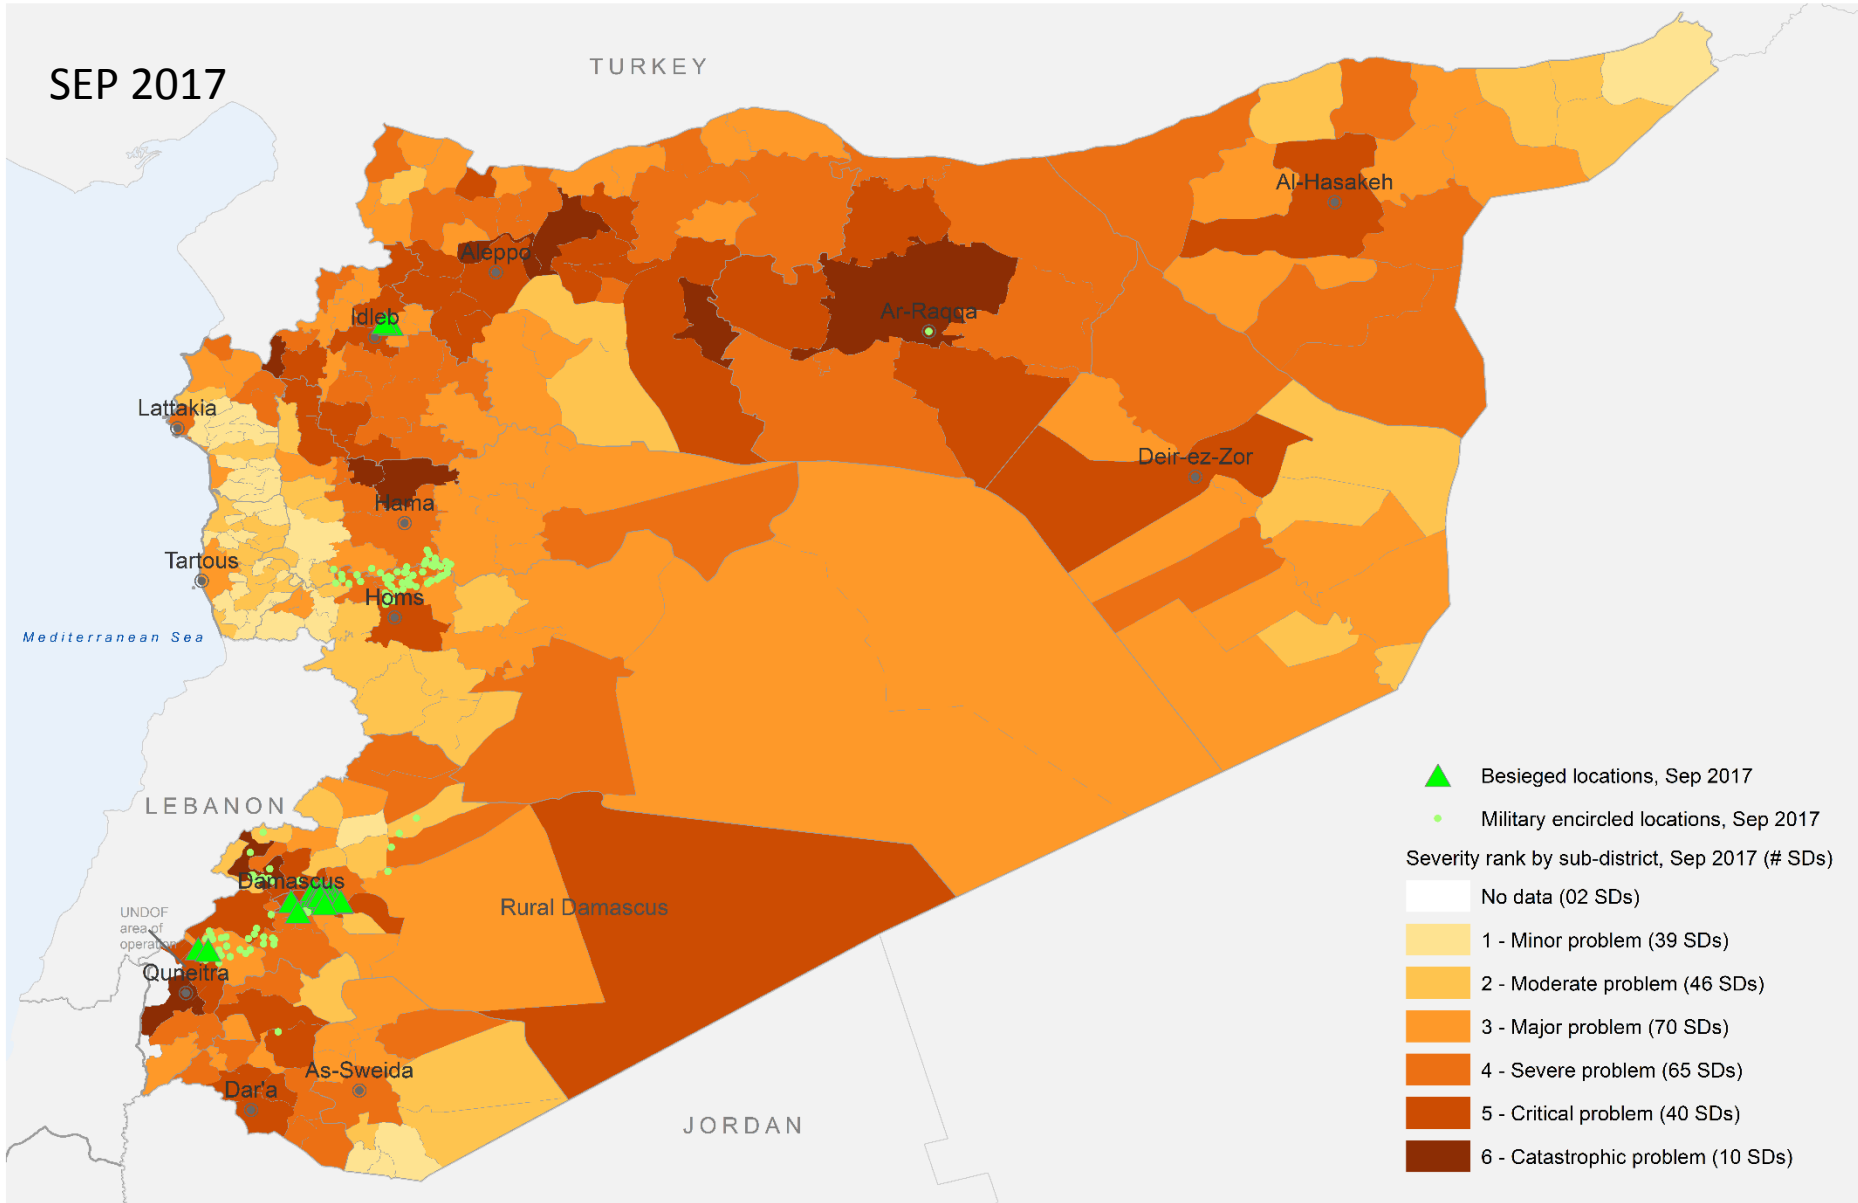 SEP 2017
TURKEY
Al-Hasakeh
Aleppo
Ar-Raqqa
Idleb
Lattakia
Deir-ez-Zor
Hama
Tartous
Homs
Mediterranean Sea
LEBANON
Damascus
Rural Damascus
UNDOF
area of
operation
Quneitra
As-Sweida
Dar'a
JORDAN
Besieged locations, Sep 2017
Military encircled locations, Sep 2017
Severity rank by sub-district, Sep 2017 (# SDs)
No data (02 SDs)
1 - Minor problem (39 SDs)
2 - Moderate problem (46 SDs)
3 - Major problem (70 SDs)
4 - Severe problem (65 SDs)
5 - Critical problem (40 SDs)
6 - Catastrophic problem (10 SDs)